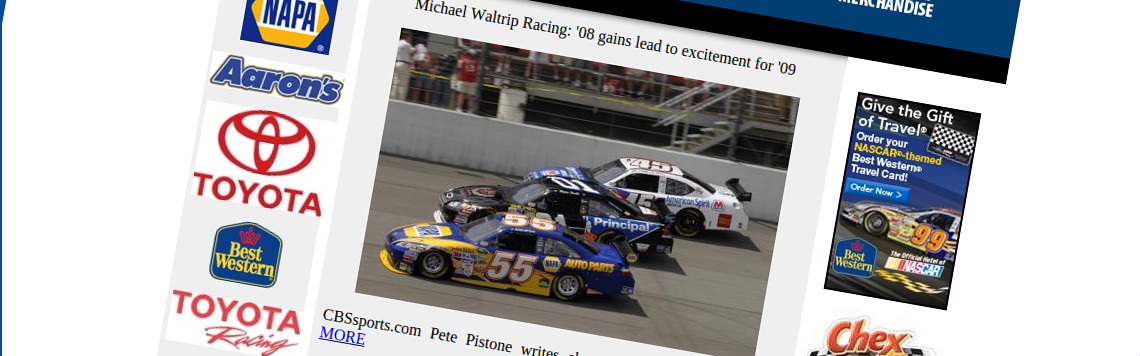 MERCHANDISE
NAPA
Aaron's
TOYOTA
Best
Western
TOYOTA
Racing
Michael Waltrip Racing: '08 gains lead to excitement for '09
45
American Spirit
Principal
55
55
NAPA
AUTO PARTS
CBSsports.com Pete Pistone writes
MORE
Give the Gift
of Travel®
Order your
NASCAR®-themed
Best Western®
Travel Card!
Order Now >
99
Best
Western
The Official Hotel of
NASCAR
Chex